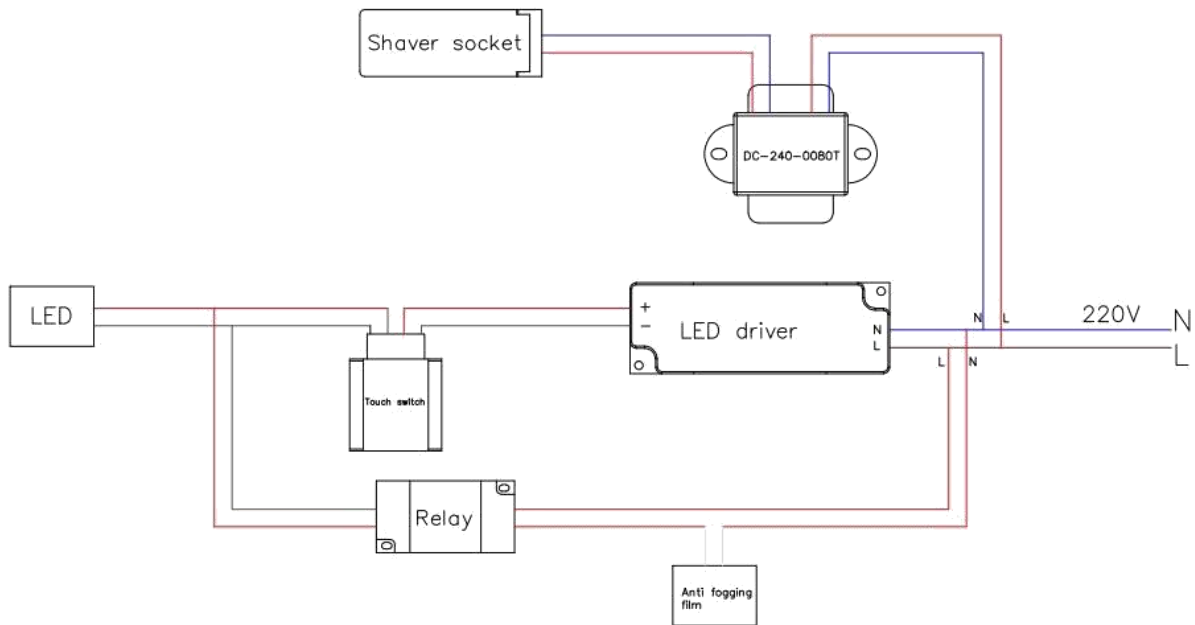 Shaver socket
DC-240-0080T
LED
+
-
LED driver
N
L
N
L
220V
N
L
L
N
Touch switch
Relay
Anti fogging
film